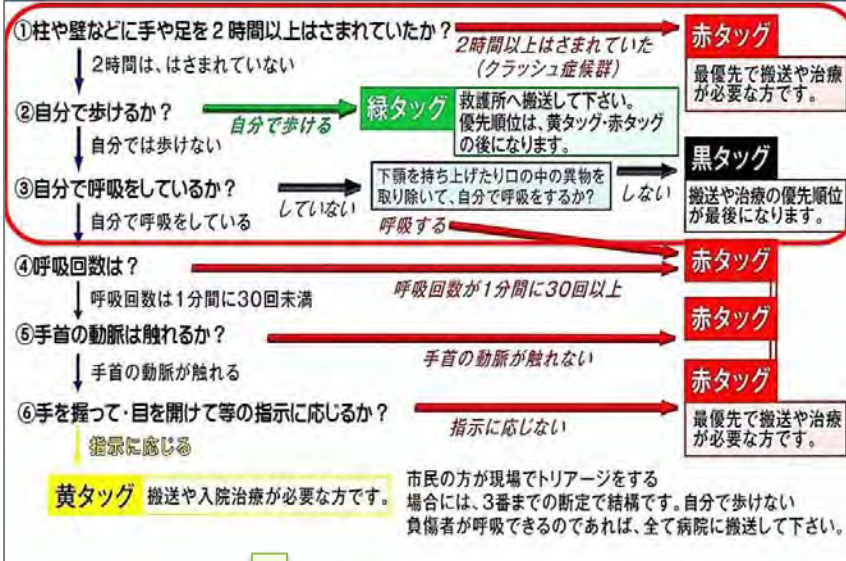 ①柱や壁などに手や足を2時間以上はさまれていたか?
2時間以上はさまれていた
(クラッシュ症候群)
赤タッグ
最優先で搬送や治療
が必要な方です。
2時間は、はさまれていない
②自分で歩けるか?
自分で歩ける
緑タッグ
救護所へ搬送して下さい。
優先順位は、黄タッグ・赤タッグ
の後になります。
自分では歩けない
③自分で呼吸をしているか?
していない
下顎を持ち上げたり口の中の異物を
取り除いて、自分で呼吸をするか?
しない
黒タッグ
搬送や治療の優先順位
が最後になります。
自分で呼吸をしている
呼吸する
赤タッグ
④呼吸回数は?
呼吸回数が1分間に30回以上
呼吸回数は1分間に30回未満
赤タッグ
⑤手首の動脈は触れるか?
手首の動脈が触れない
手首の動脈が触れる
赤タッグ
⑥手を握って・目を開けて等の指示に応じるか?
指示に応じない
最優先で搬送や治療
が必要な方です。
指示に応じる
黄タッグ
搬送や入院治療が必要な方です。
市民の方が現場でトリアージをする
場合には、3番までの断定で結構です。自分で歩けない
負傷者が呼吸できるのであれば、全て病院に搬送して下さい。